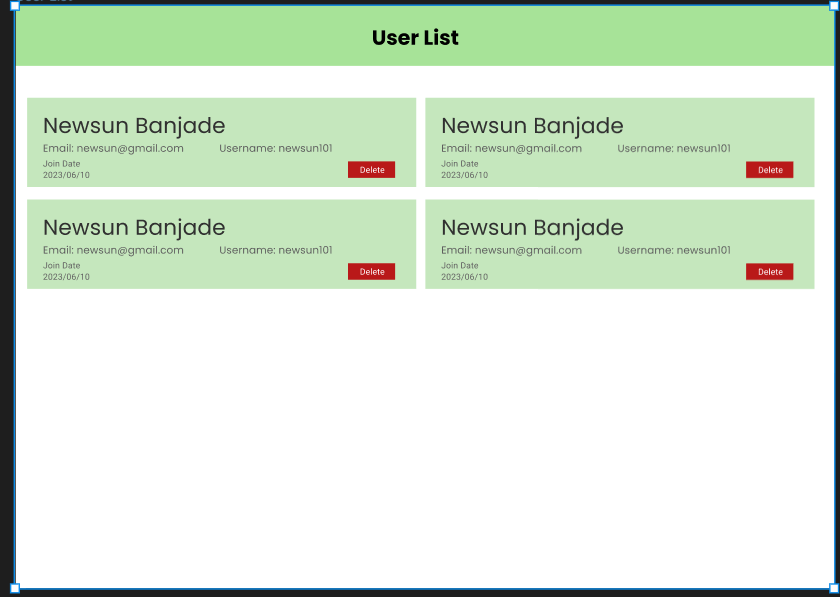 User List
Newsun Banjade
Email: newsun@gmail.com Username: newsun101
Join Date
2023/06/10
Delete
Newsun Banjade
Email: newsun@gmail.com Username: newsun101
Join Date
2023/06/10
Delete
Newsun Banjade
Email: newsun@gmail.com Username: newsun101
Join Date
2023/06/10
Delete
Newsun Banjade
Email: newsun@gmail.com Username: newsun101
Join Date
2023/06/10
Delete